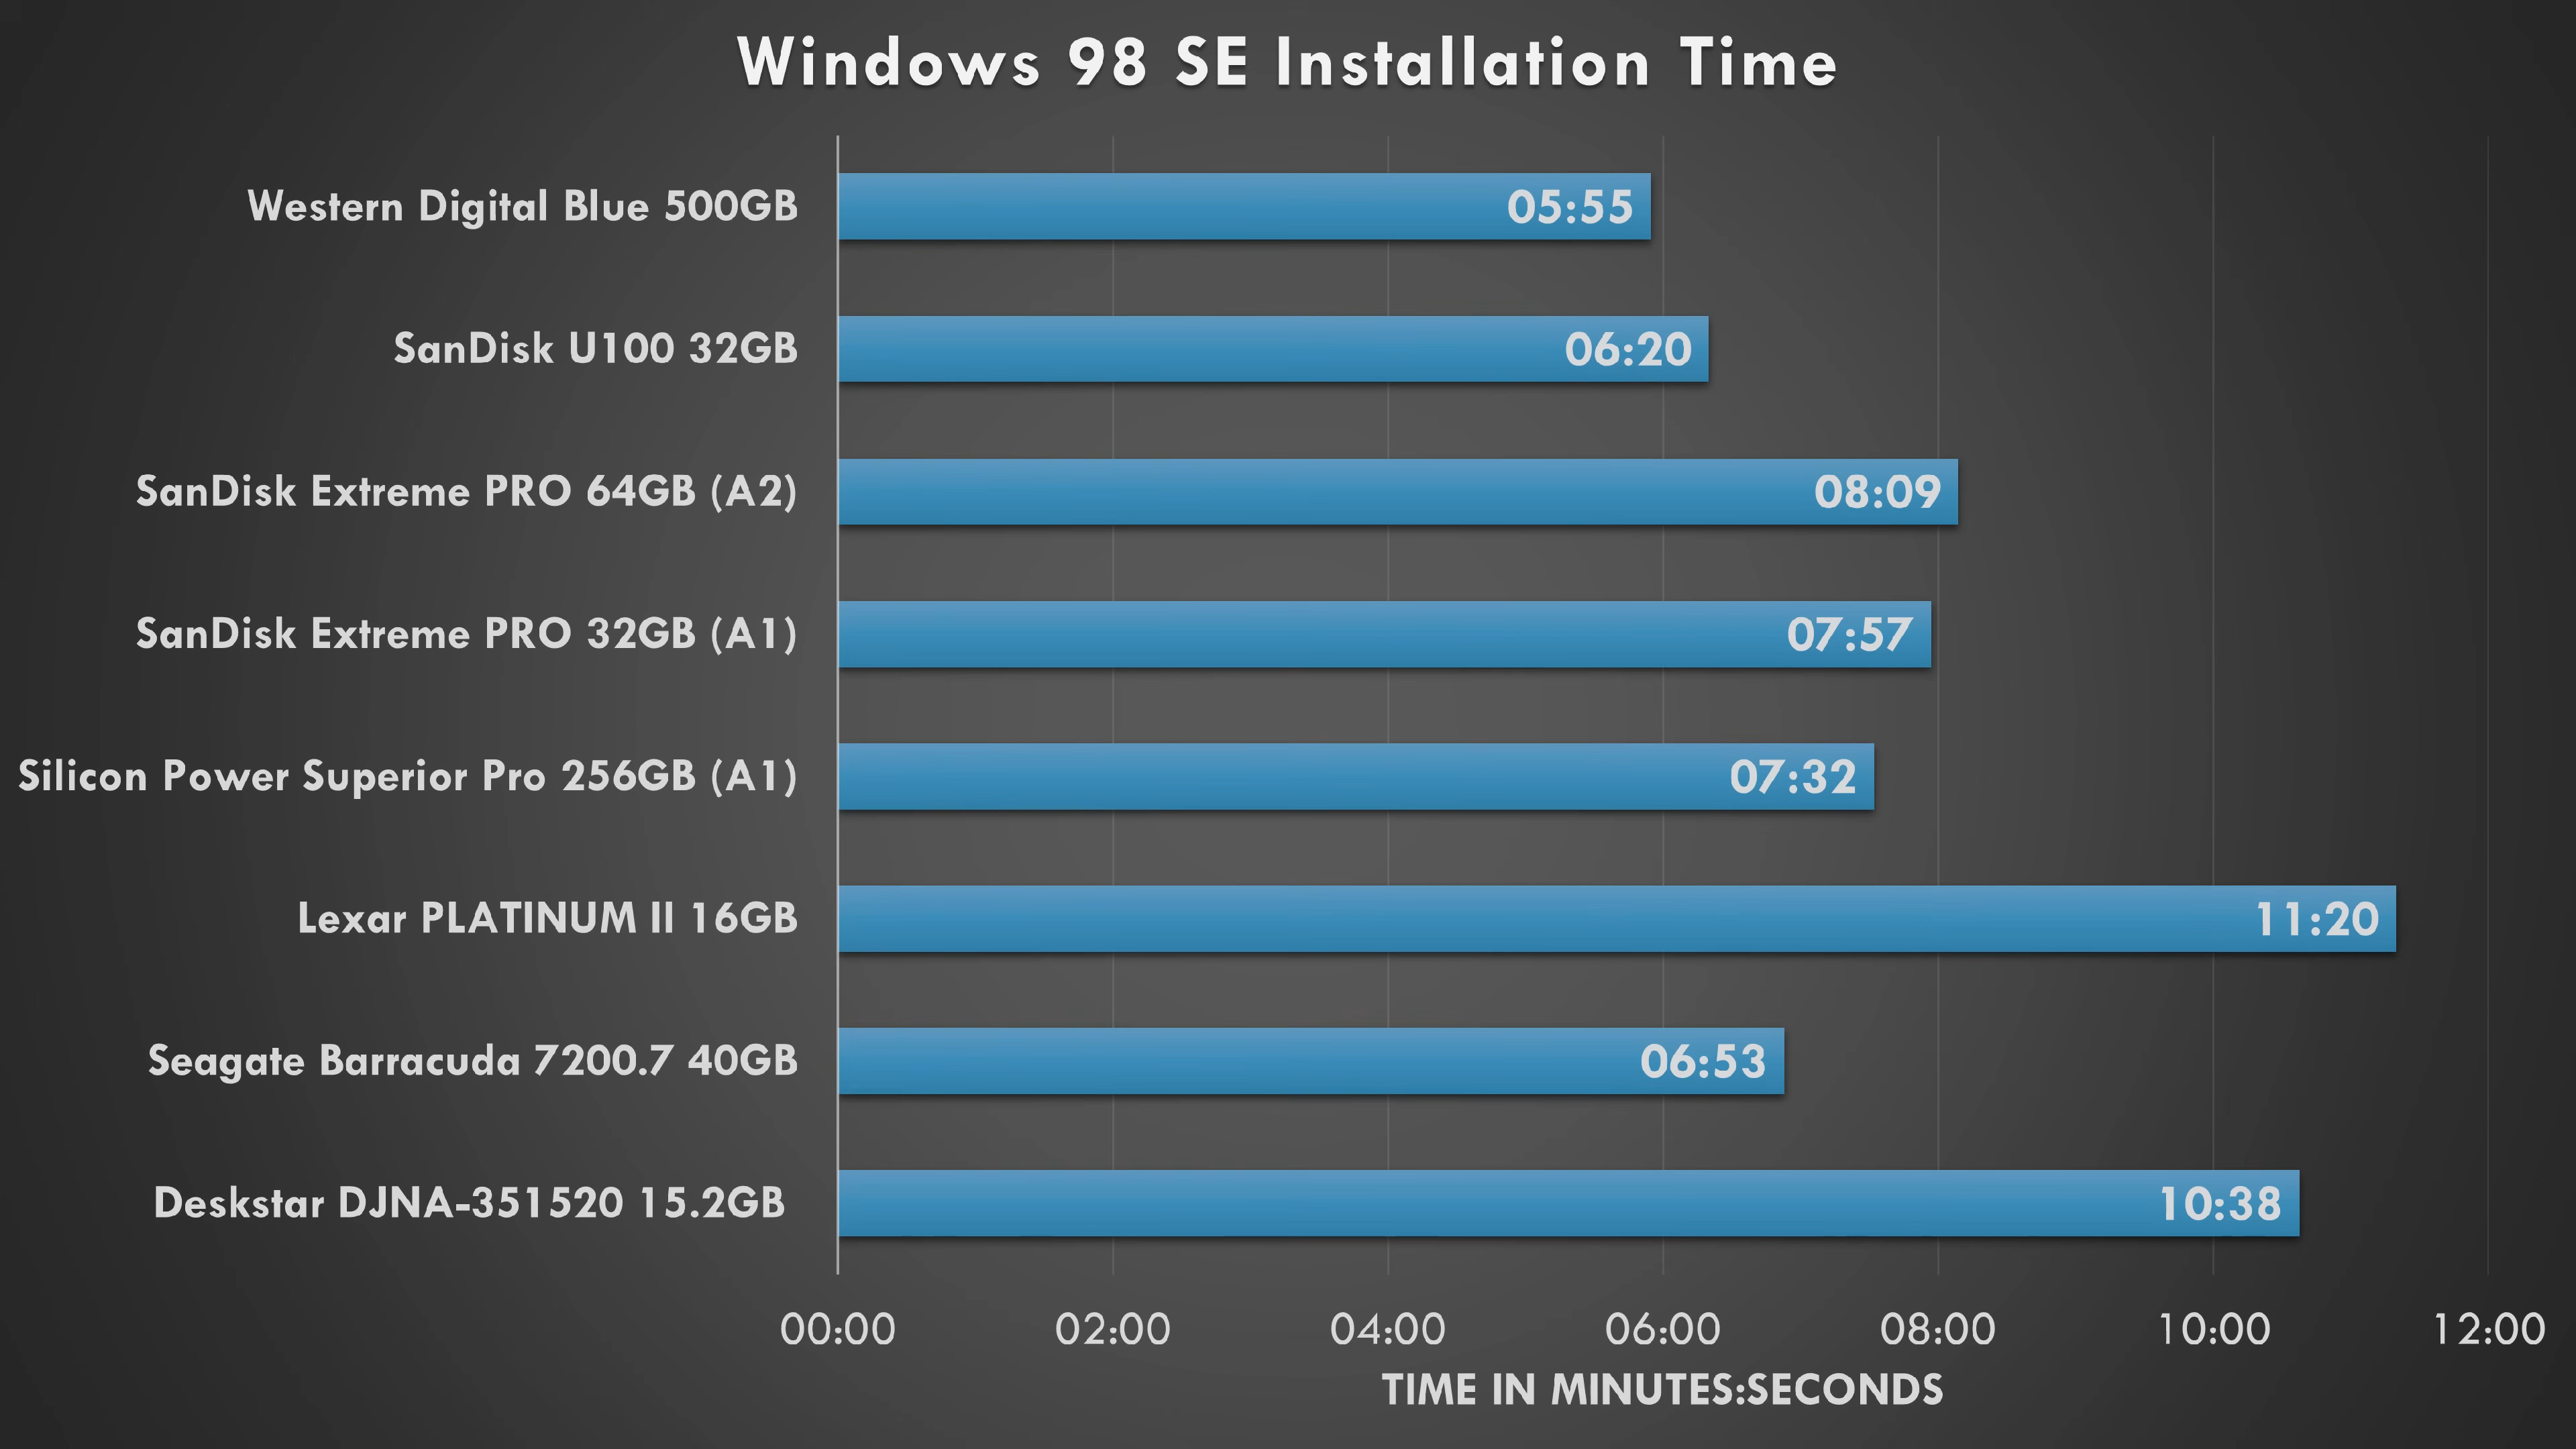 Windows 98 SE Installation Time
Western Digital Blue 500GB 05:55
SanDisk U100 32GB 06:20
SanDisk Extreme PRO 64GB (A2) 08:09
SanDisk Extreme PRO 32GB (A1) 07:57
Silicon Power Superior Pro 256GB (A1) 07:32
Lexar PLATINUM II 16GB 11:20
Seagate Barracuda 7200.7 40GB 06:53
Deskstar DJNA-351520 15.2GB 10:38
00:00 02:00 04:00 06:00 08:00 10:00 12:00
TIME IN MINUTES:SECONDS